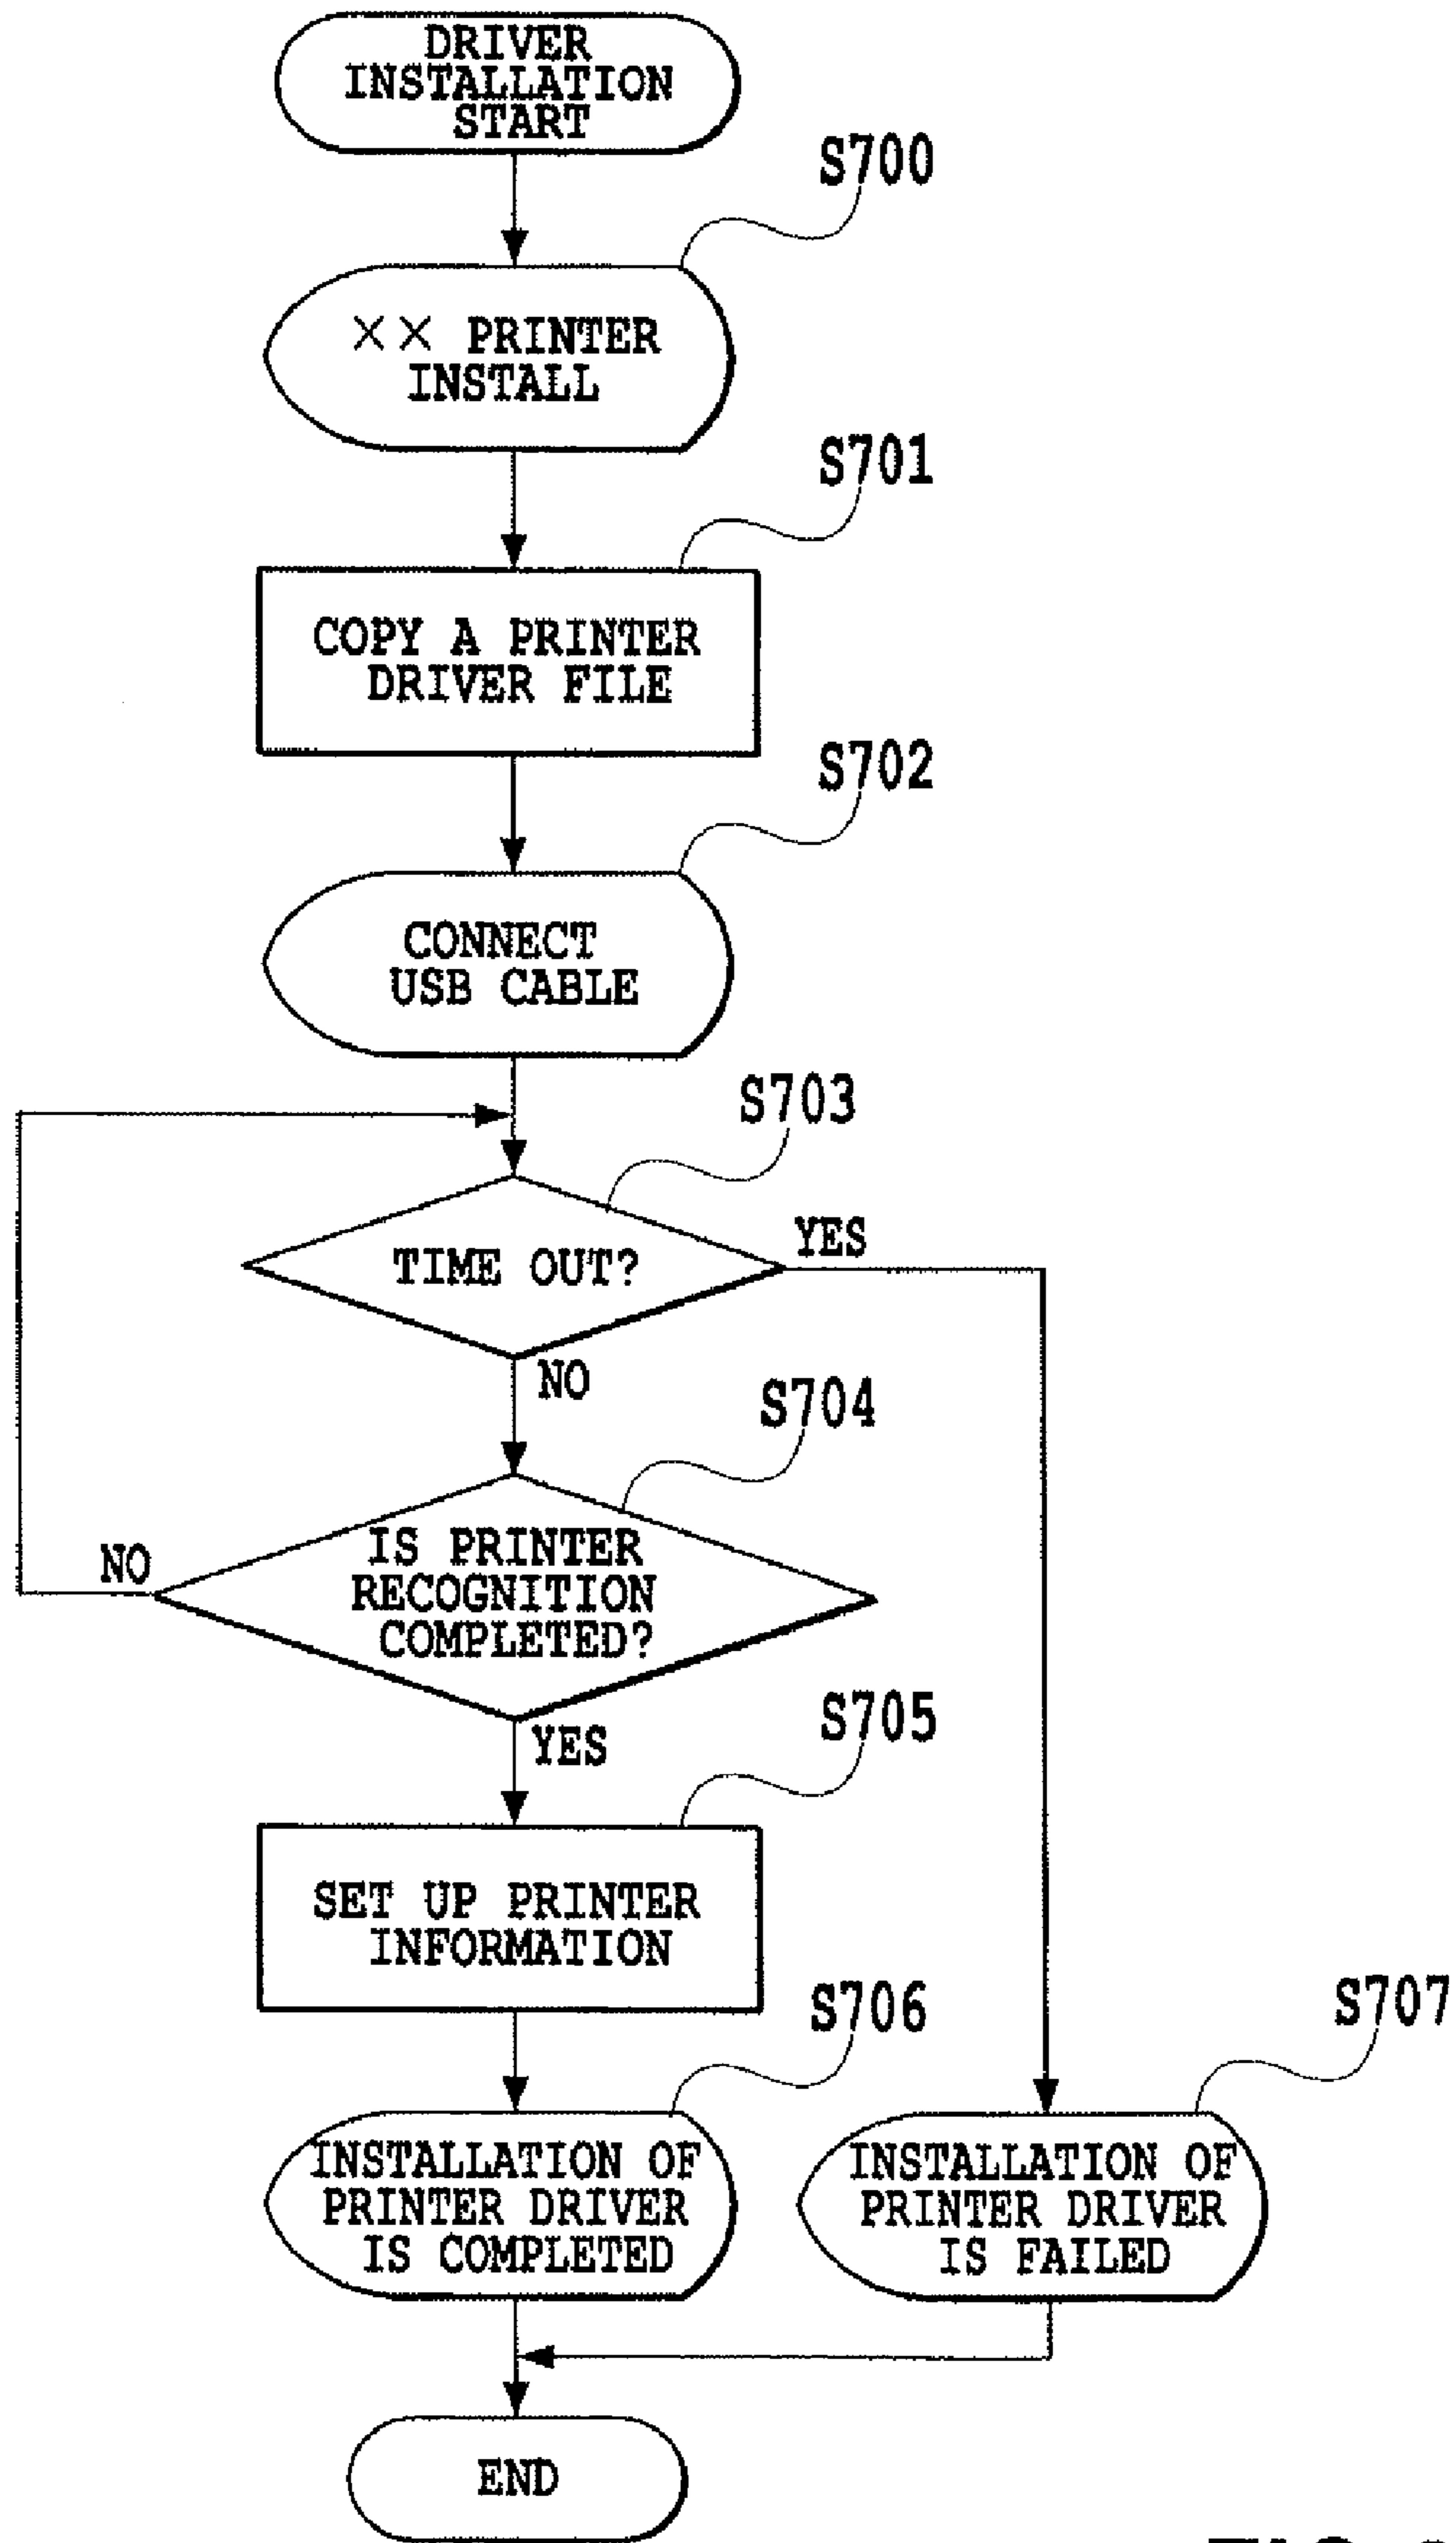 DRIVER
INSTALLATION
START
S700
×× PRINTER
INSTALL
S701
COPY A PRINTER
DRIVER FILE
S702
CONNECT
USB CABLE
S703
TIME OUT?
YES
NO
S704
IS PRINTER
RECOGNITION
COMPLETED?
NO
YES
S705
SET UP PRINTER
INFORMATION
S706
INSTALLATION OF
PRINTER DRIVER
IS COMPLETED
S707
INSTALLATION OF
PRINTER DRIVER
IS FAILED
END